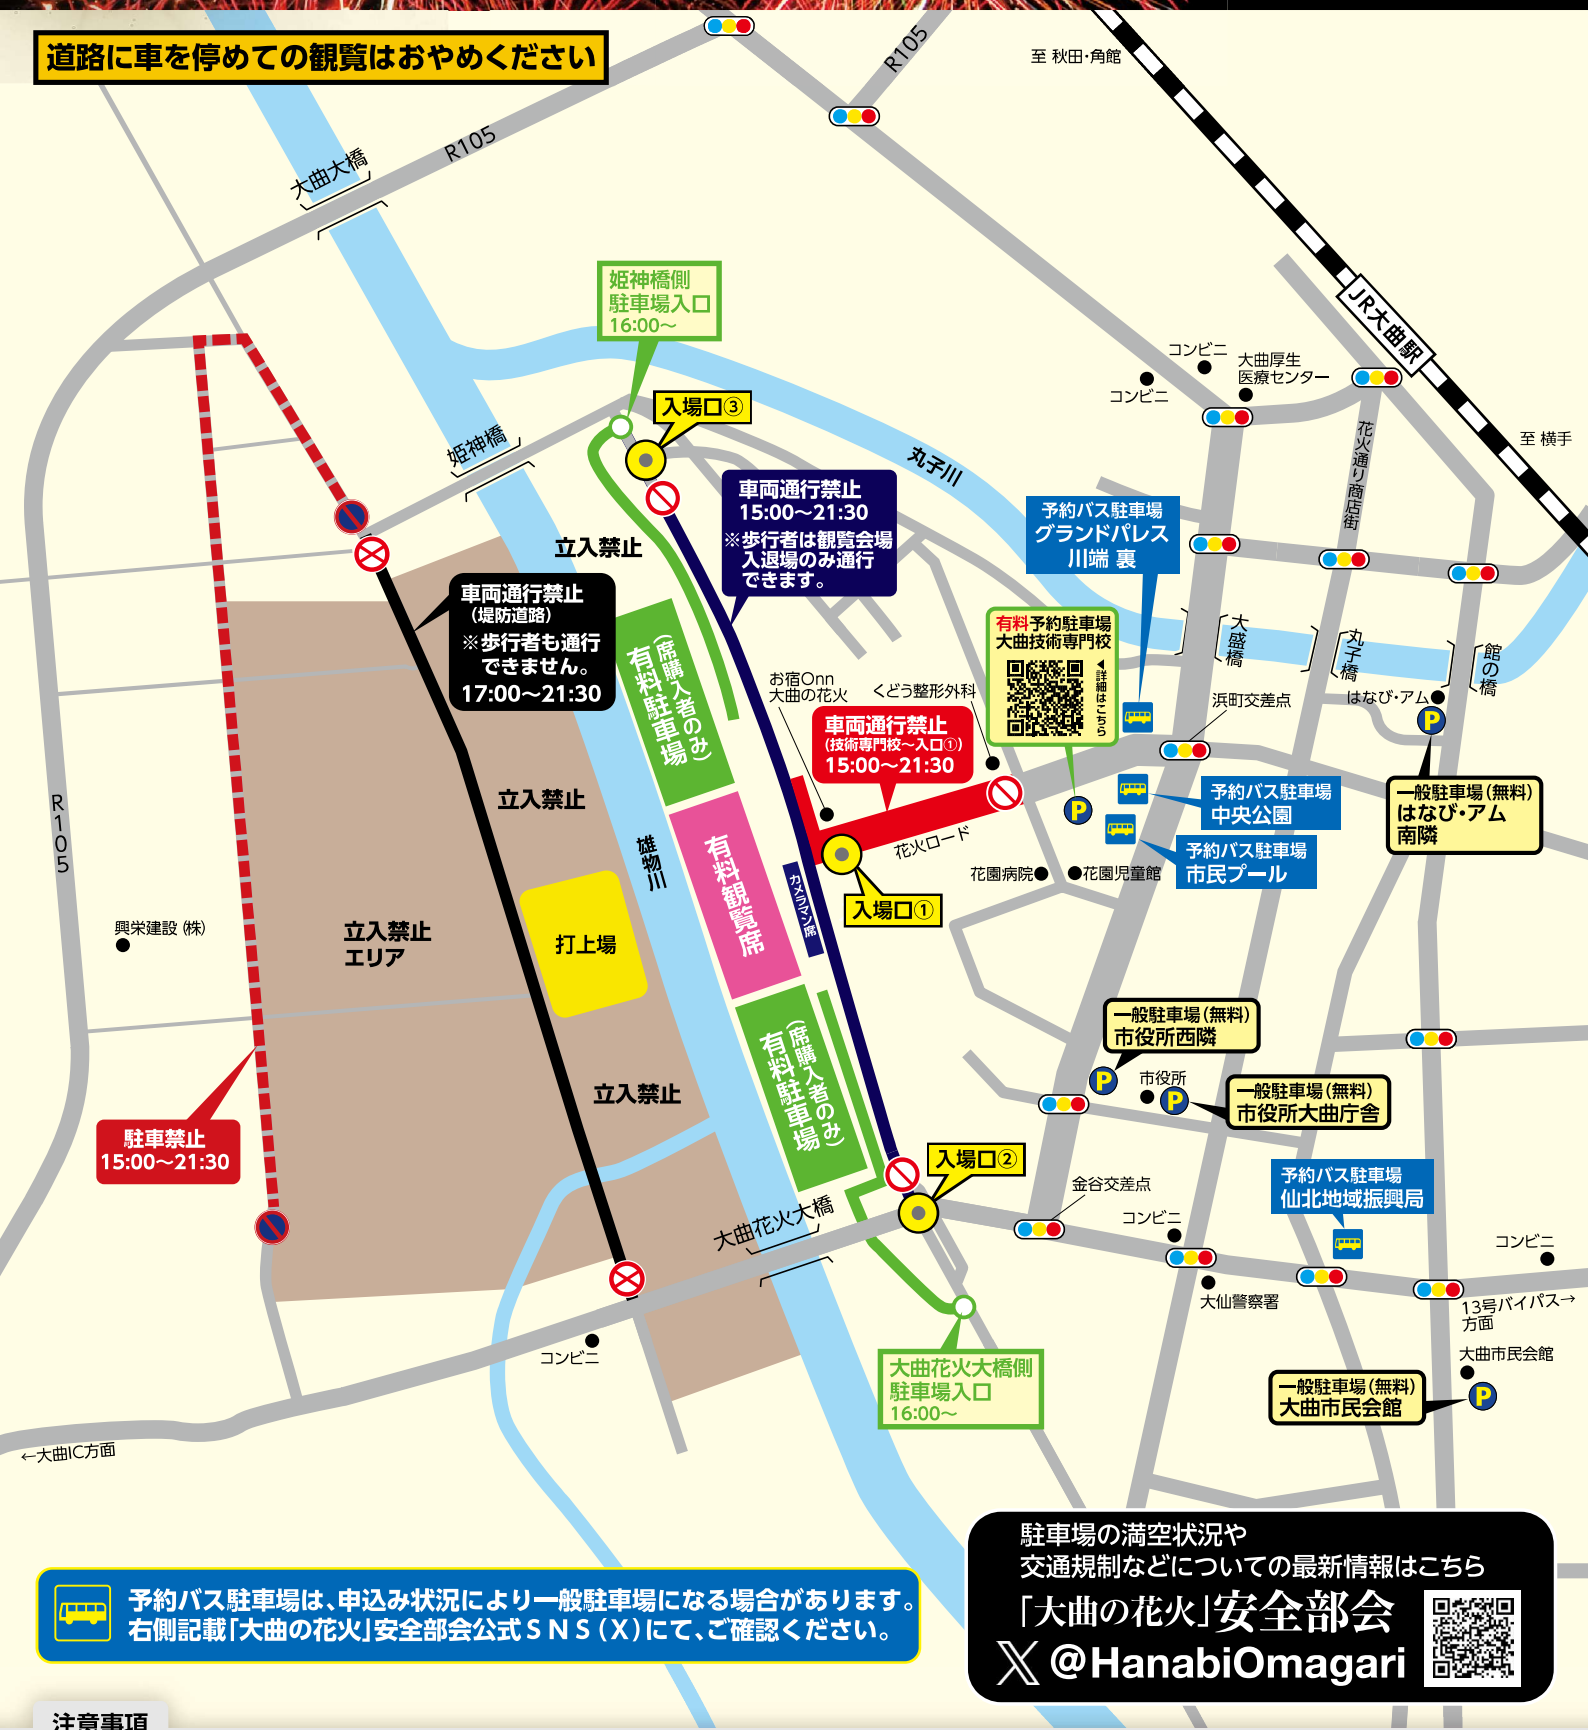 道路に車を停めての観覧はおやめください
R105
至 秋田・角館
R105
大曲大橋
姫神橋側
駐車場入口
16:00〜
JR大曲駅
コンビニ
コンビニ
大曲厚生
医療センター
入場口③
至 横手
花火通り商店街
姫神橋
丸子川
車両通行禁止
15:00〜21:30
※歩行者は観覧会場
入退場のみ通行
できます。
予約バス駐車場
グランドパレス
川端 裏
立入禁止
車両通行禁止
(堤防道路)
※歩行者も通行
できません。
17:00〜21:30
有料駐車場
(席購入者のみ)
有料予約駐車場
大曲技術専門校
◀詳細はこちら
大盛橋
丸子橋
館の橋
お宿Onn
大曲の花火
くどう整形外科
浜町交差点
はなび・アム
P
車両通行禁止
(技術専門校〜入口①)
15:00〜21:30
P
予約バス駐車場
中央公園
予約バス駐車場
市民プール
一般駐車場(無料)
はなび・アム
南隣
R105
立入禁止
雄物川
有料観覧席
カメラマン席
花火ロード
花園病院
花園児童館
入場口①
興栄建設(株)
立入禁止
エリア
打上場
有料駐車場
(席購入者のみ)
一般駐車場(無料)
市役所西隣
P
市役所
P
一般駐車場(無料)
市役所大曲庁舎
立入禁止
駐車禁止
15:00〜21:30
入場口②
金谷交差点
予約バス駐車場
仙北地域振興局
大曲花火大橋
コンビニ
コンビニ
大仙警察署
13号バイパス→
方面
コンビニ
大曲花火大橋側
駐車場入口
16:00〜
大曲市民会館
一般駐車場(無料)
大曲市民会館
P
←大曲IC方面
駐車場の満空状況や
交通規制などについての最新情報はこちら
「大曲の花火」安全部会
X @HanabiOmagari
予約バス駐車場は、申込み状況により一般駐車場になる場合があります。
右側記載「大曲の花火」安全部会公式SNS(X)にて、ご確認ください。
注意事項